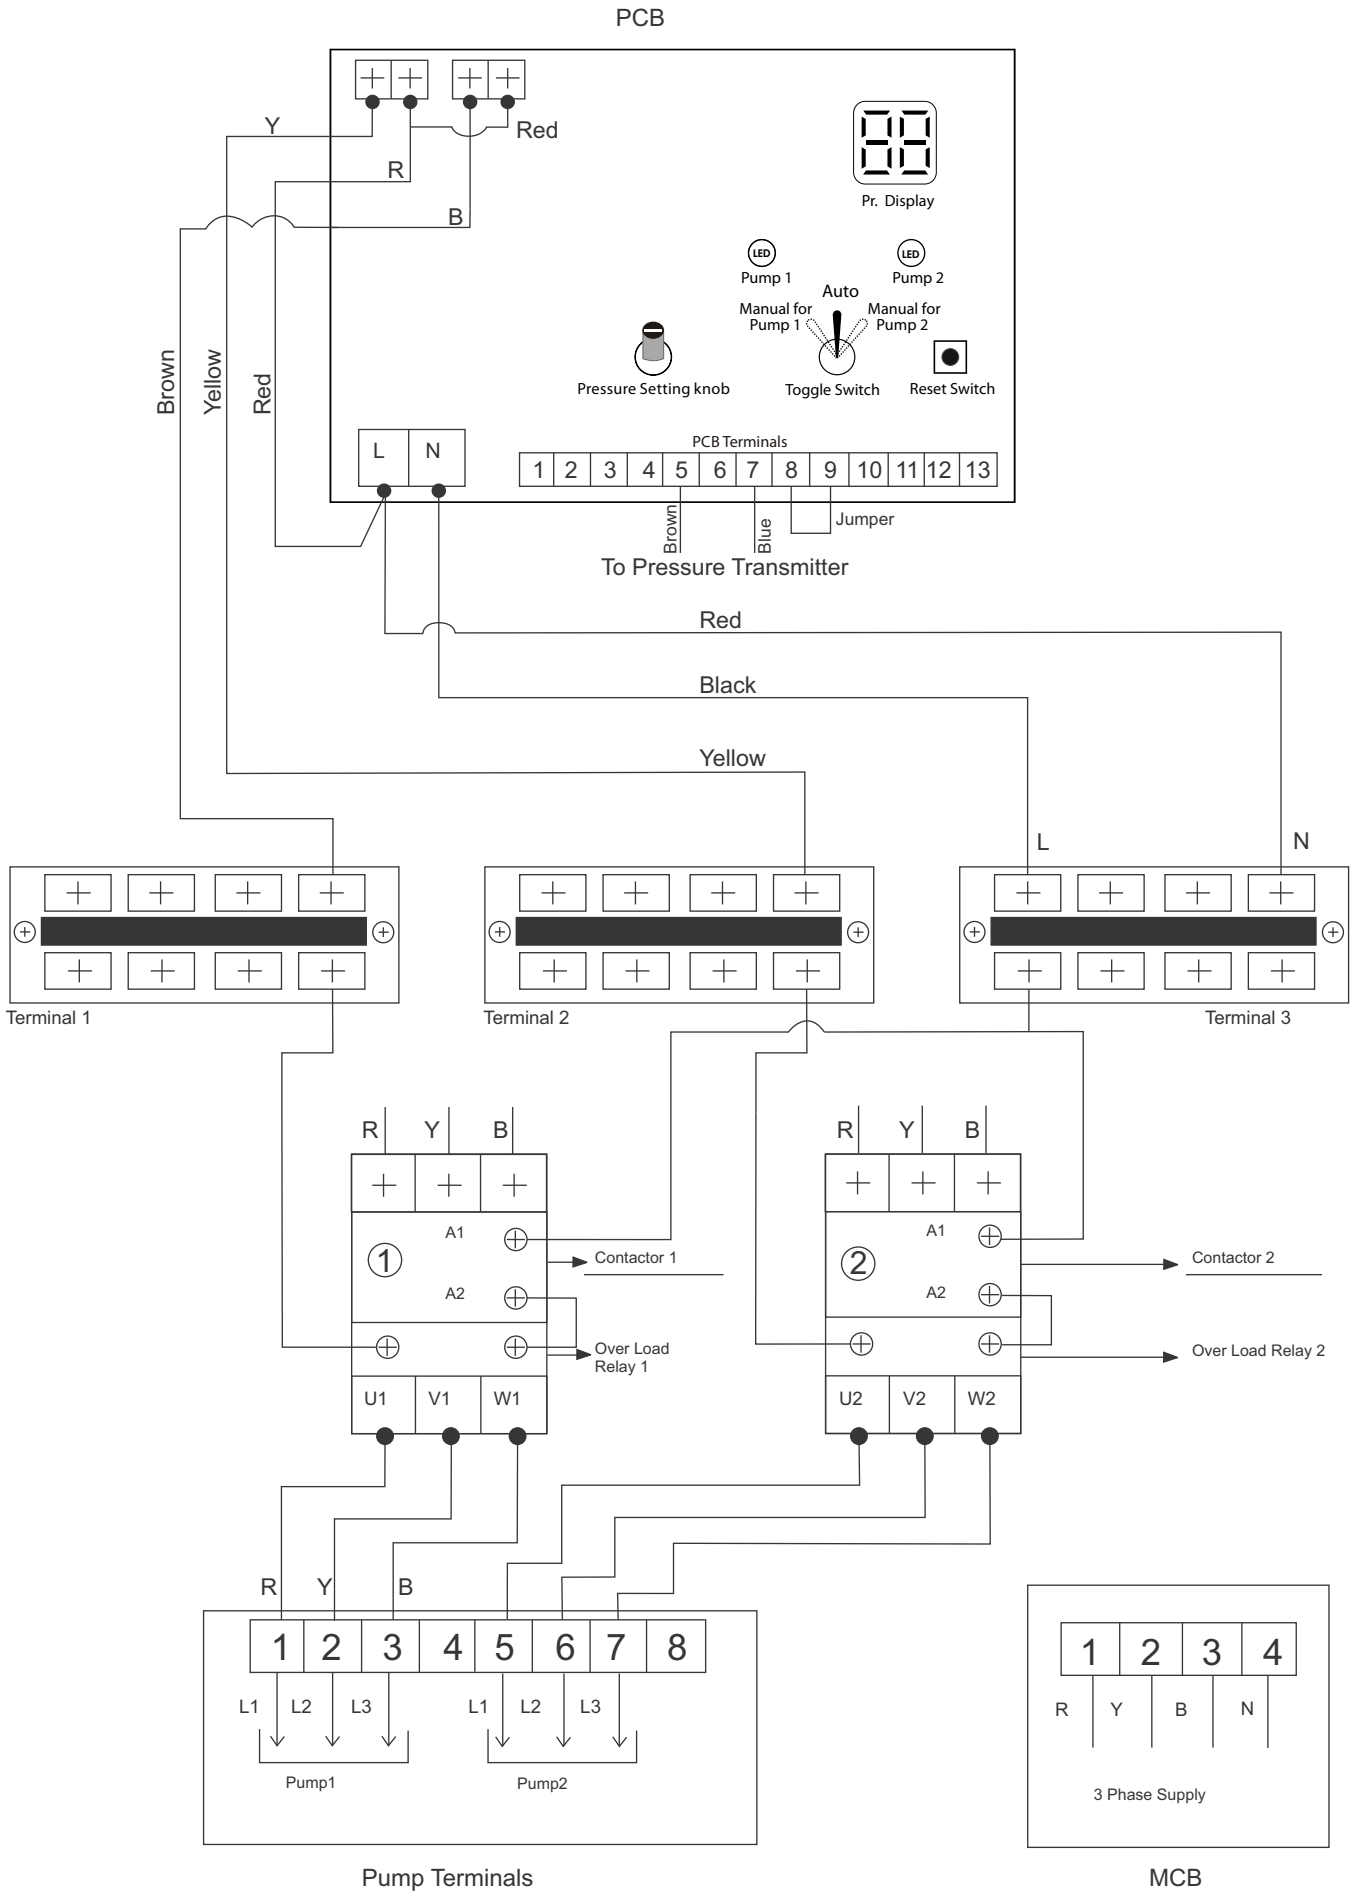 PCB
Y
Red
R
B
Pr. Display
LED
LED
Pump 1
Pump 2
Auto
Manual for
Pump 1
Manual for
Pump 2
Pressure Setting knob
Toggle Switch
Reset Switch
Brown
Yellow
Red
L N
PCB Terminals
1 2 3 4 5 6 7 8 9 10 11 12 13
Brown
Blue
Jumper
To Pressure Transmitter
Red
Black
Yellow
L
N
Terminal 1
Terminal 2
Terminal 3
R Y B
R Y B
A1
1
A2
Contactor 1
Over Load
Relay 1
A1
2
A2
Contactor 2
Over Load Relay 2
U1 V1 W1
U2 V2 W2
R Y B
1 2 3 4 5 6 7 8
L1 L2 L3
L1 L2 L3
Pump1
Pump2
1 2 3 4
R Y B N
3 Phase Supply
Pump Terminals
MCB